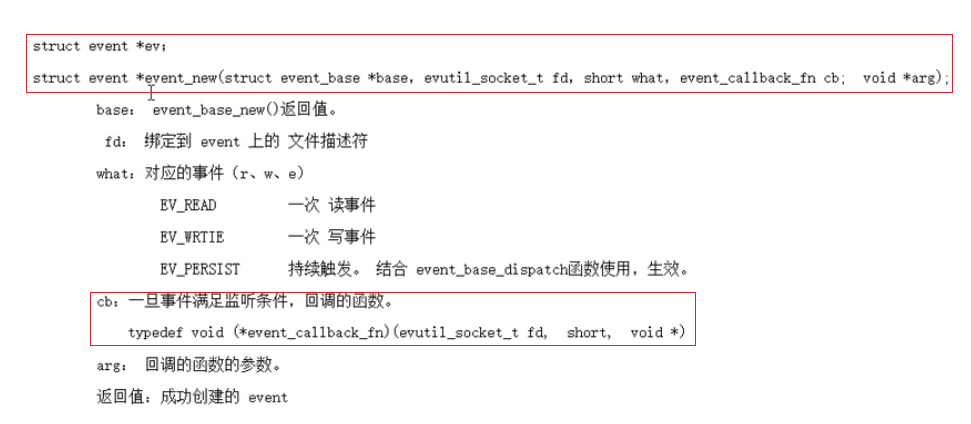 struct event *ev;
struct event *event_new(struct event_base *base, evutil_socket_t fd, short what, event_callback_fn cb; void *arg);
base: event_base_new()返回值。
fd: 绑定到 event 上的 文件描述符
what: 对应的事件（r、w、e）
EV_READ 一次 读事件
EV_WRTIE 一次 写事件
EV_PERSIST 持续触发。 结合 event_base_dispatch函数使用，生效。
cb: 一旦事件满足监听条件，回调的函数。
typedef void (*event_callback_fn)(evutil_socket_t fd, short, void *)
arg: 回调的函数的参数。
返回值: 成功创建的 event